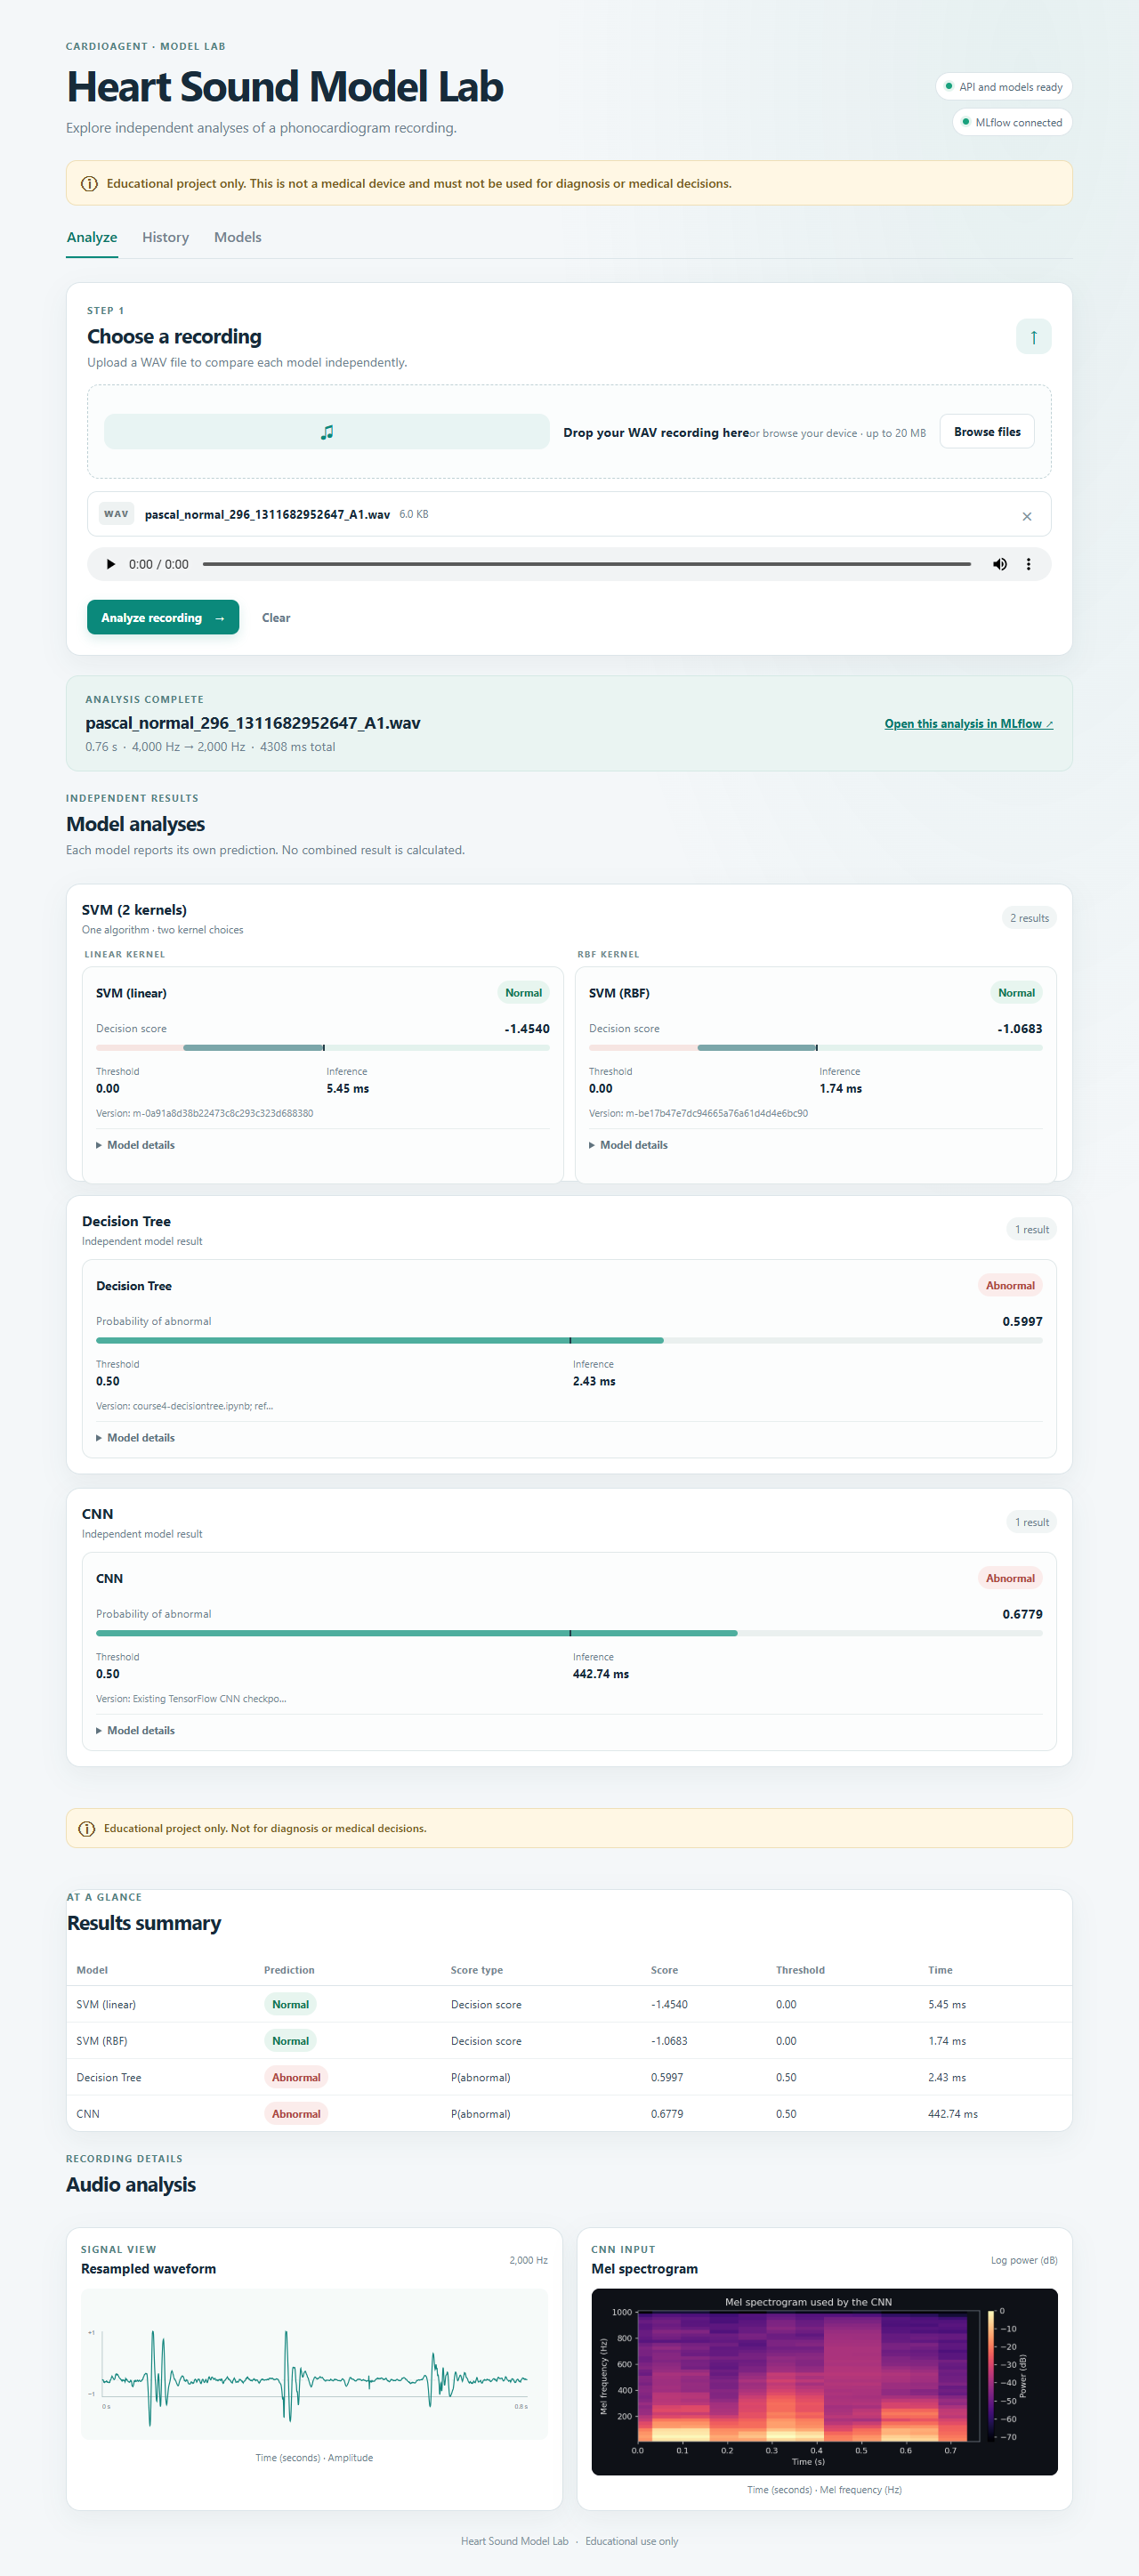 CARDIOAGENT · MODEL LAB
Heart Sound Model Lab
Explore independent analyses of a phonocardiogram recording.
API and models ready
MLflow connected
Educational project only. This is not a medical device and must not be used for diagnosis or medical decisions.
Analyze History Models
STEP 1
Choose a recording
Upload a WAV file to compare each model independently.
↑
Drop your WAV recording hereor browse your device · up to 20 MB Browse files
WAV pascal_normal_296_1311682952647_A1.wav 6.0 KB ×
0:00 / 0:00
Analyze recording → Clear
ANALYSIS COMPLETE
pascal_normal_296_1311682952647_A1.wav
Open this analysis in MLflow ↗
0.76 s · 4,000 Hz → 2,000 Hz · 4308 ms total
INDEPENDENT RESULTS
Model analyses
Each model reports its own prediction. No combined result is calculated.
SVM (2 kernels)
One algorithm · two kernel choices
2 results
LINEAR KERNEL
SVM (linear) Normal
Decision score -1.4540
Threshold Inference
0.00 5.45 ms
Version: m-0a91a8d38b22473c8c293c323d688380
Model details
RBF KERNEL
SVM (RBF) Normal
Decision score -1.0683
Threshold Inference
0.00 1.74 ms
Version: m-be17b47e7dc94665a76a61d4d4e6bc90
Model details
Decision Tree
Independent model result
1 result
Decision Tree Abnormal
Probability of abnormal 0.5997
Threshold Inference
0.50 2.43 ms
Version: course4-decisiontree.ipynb; ref...
Model details
CNN
Independent model result
1 result
CNN Abnormal
Probability of abnormal 0.6779
Threshold Inference
0.50 442.74 ms
Version: Existing TensorFlow CNN checkpo...
Model details
Educational project only. Not for diagnosis or medical decisions.
AT A GLANCE
Results summary
Model Prediction Score type Score Threshold Time
SVM (linear) Normal Decision score -1.4540 0.00 5.45 ms
SVM (RBF) Normal Decision score -1.0683 0.00 1.74 ms
Decision Tree Abnormal P(abnormal) 0.5997 0.50 2.43 ms
CNN Abnormal P(abnormal) 0.6779 0.50 442.74 ms
RECORDING DETAILS
Audio analysis
SIGNAL VIEW
Resampled waveform
2,000 Hz
+1
−1
0 s 0.8 s
Time (seconds) · Amplitude
CNN INPUT
Mel spectrogram
Log power (dB)
Mel spectrogram used by the CNN
Mel frequency (Hz)
1000
800
600
400
200
0.0 0.1 0.2 0.3 0.4 0.5 0.6 0.7
Time (s)
0
−10
−20
−30
−40
−50
−60
−70
Power (dB)
Time (seconds) · Mel frequency (Hz)
Heart Sound Model Lab · Educational use only